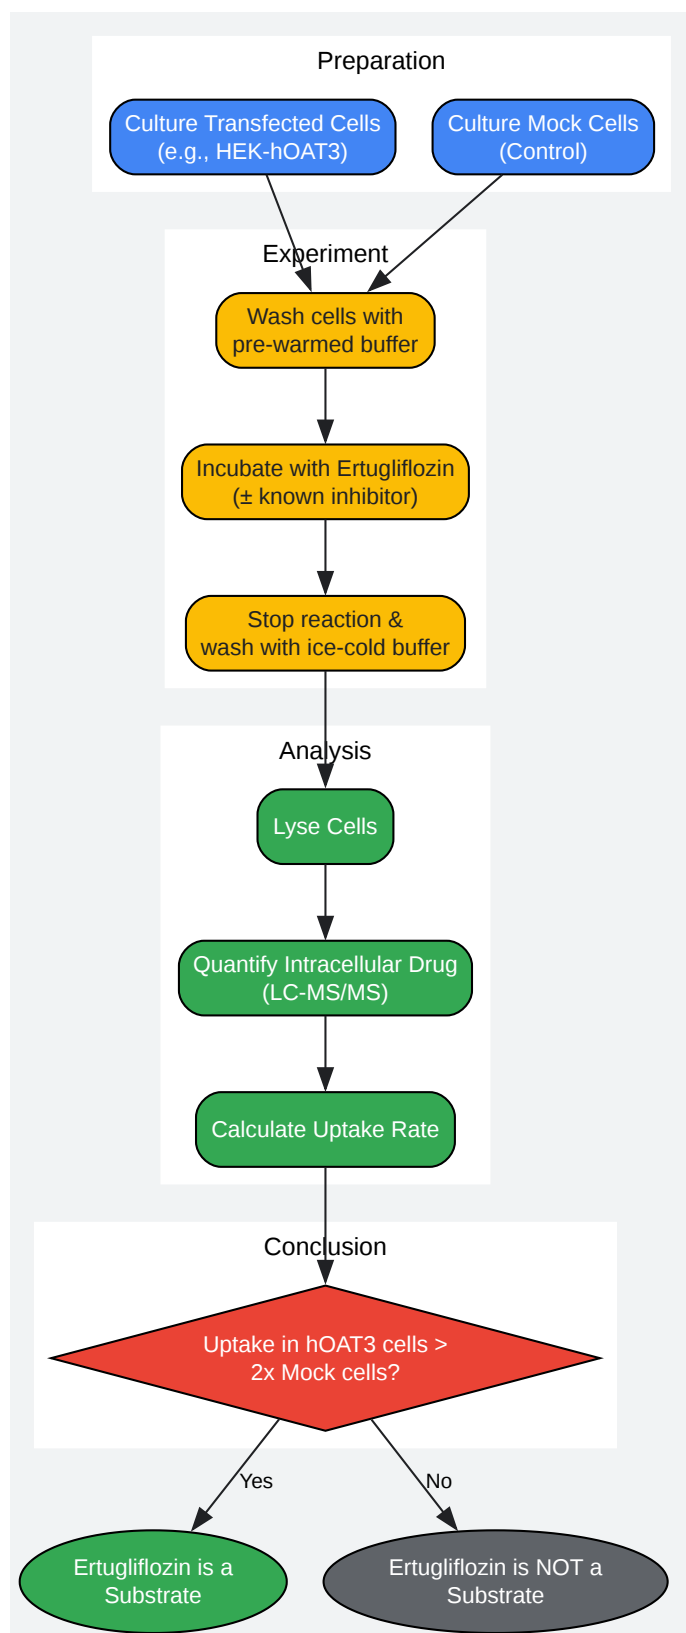 Preparation
Culture Transfected Cells
(e.g., HEK-hOAT3)
Culture Mock Cells
(Control)
Experiment
Wash cells with
pre-warmed buffer
Incubate with Ertugliflozin
(± known inhibitor)
Stop reaction &
wash with ice-cold buffer
Analysis
Lyse Cells
Quantify Intracellular Drug
(LC-MS/MS)
Calculate Uptake Rate
Conclusion
Uptake in hOAT3 cells >
2x Mock cells?
Yes
No
Ertugliflozin is a
Substrate
Ertugliflozin is NOT a
Substrate